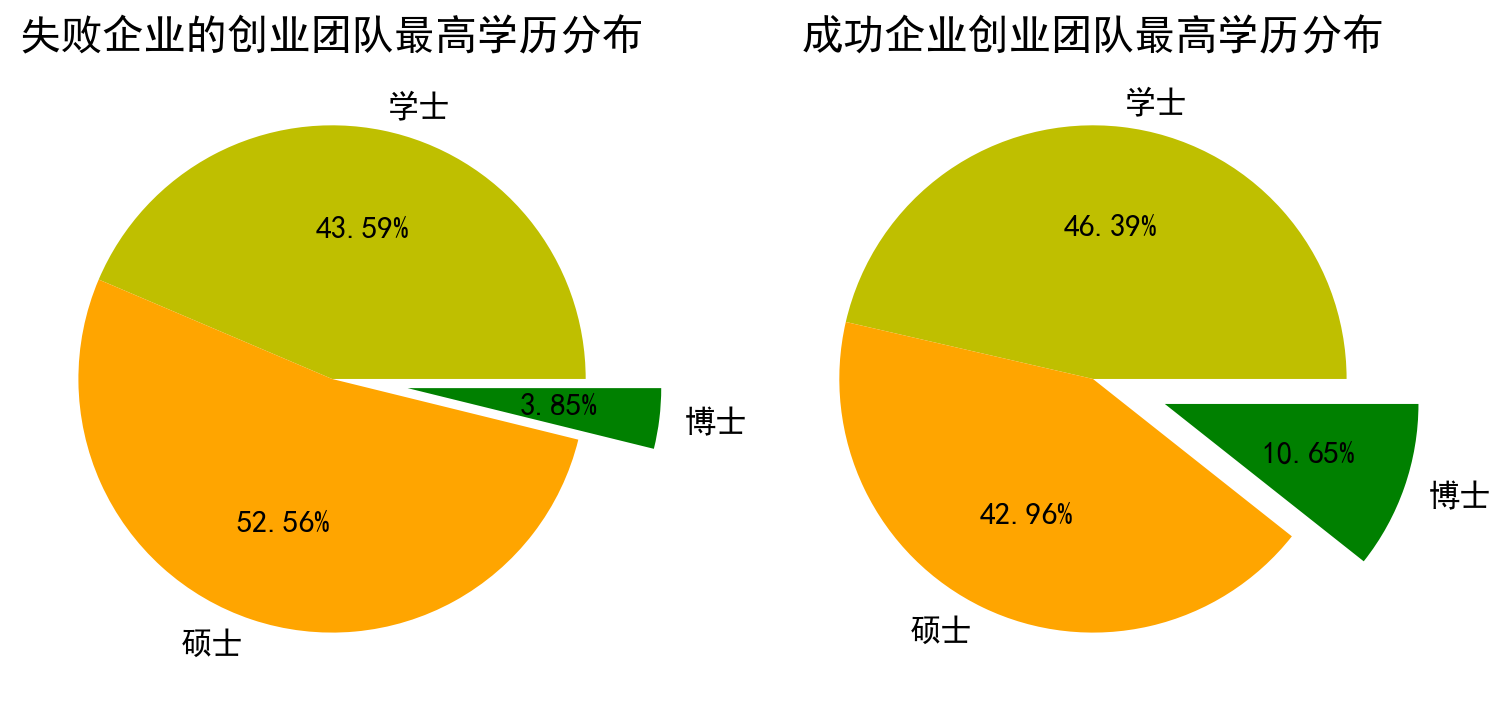 失败企业的创业团队最高学历分布
学士
43.59%
3.85%
博士
52.56%
硕士
成功企业创业团队最高学历分布
学士
46.39%
10.65%
博士
42.96%
硕士